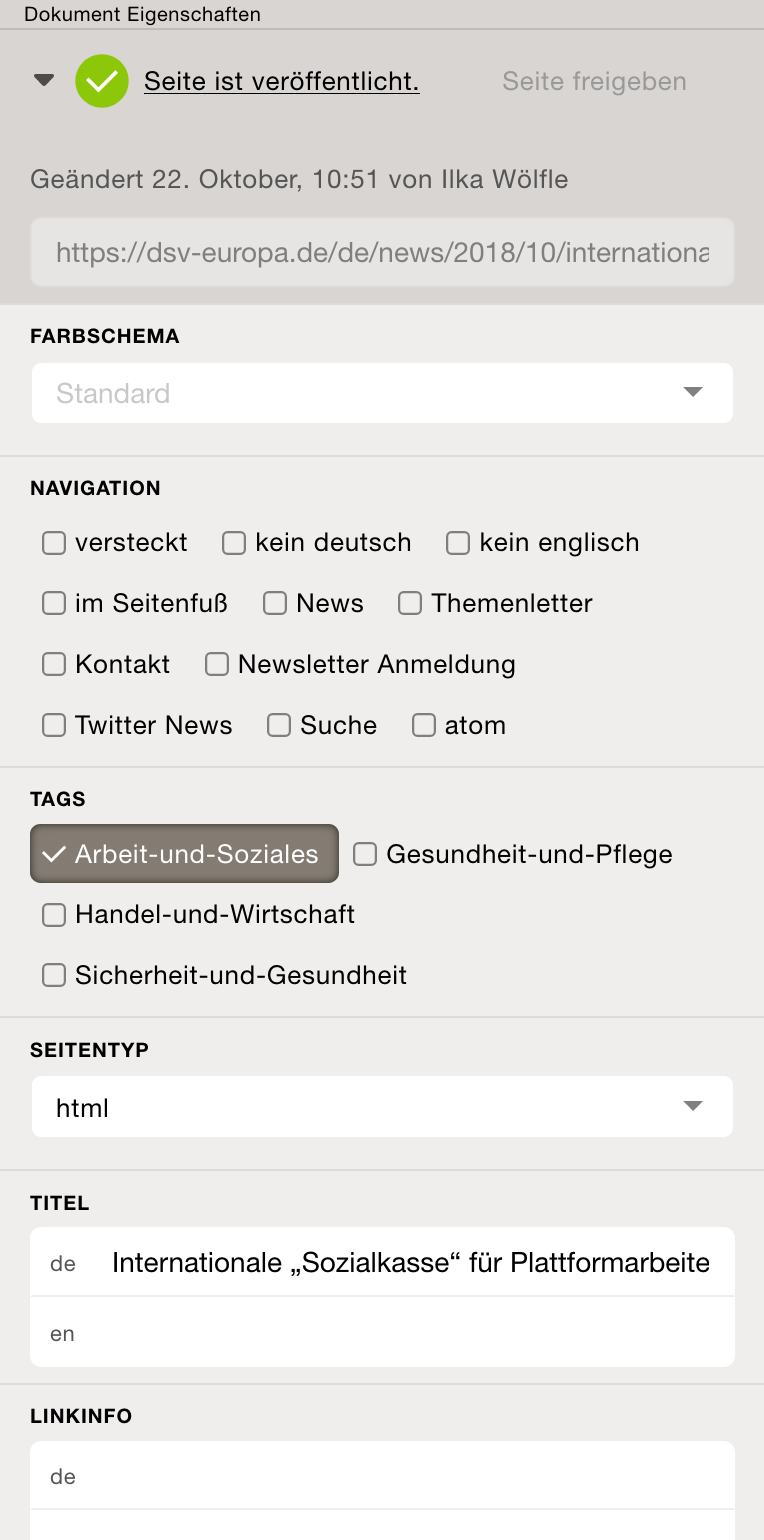 Dokument Eigenschaften
Seite ist veröffentlicht. Seite freigeben
Geändert 22. Oktober, 10:51 von Ilka Wölfle
https://dsv-europa.de/de/news/2018/10/internationa
FARBSCHEMA
Standard
NAVIGATION
versteckt kein deutsch kein englisch
im Seitenfuß News Themenletter
Kontakt Newsletter Anmeldung
Twitter News Suche atom
TAGS
Arbeit-und-Soziales Gesundheit-und-Pflege
Handel-und-Wirtschaft
Sicherheit-und-Gesundheit
SEITENTYP
html
TITEL
de Internationale „Sozialkasse“ für Plattformarbeite
en
LINKINFO
de